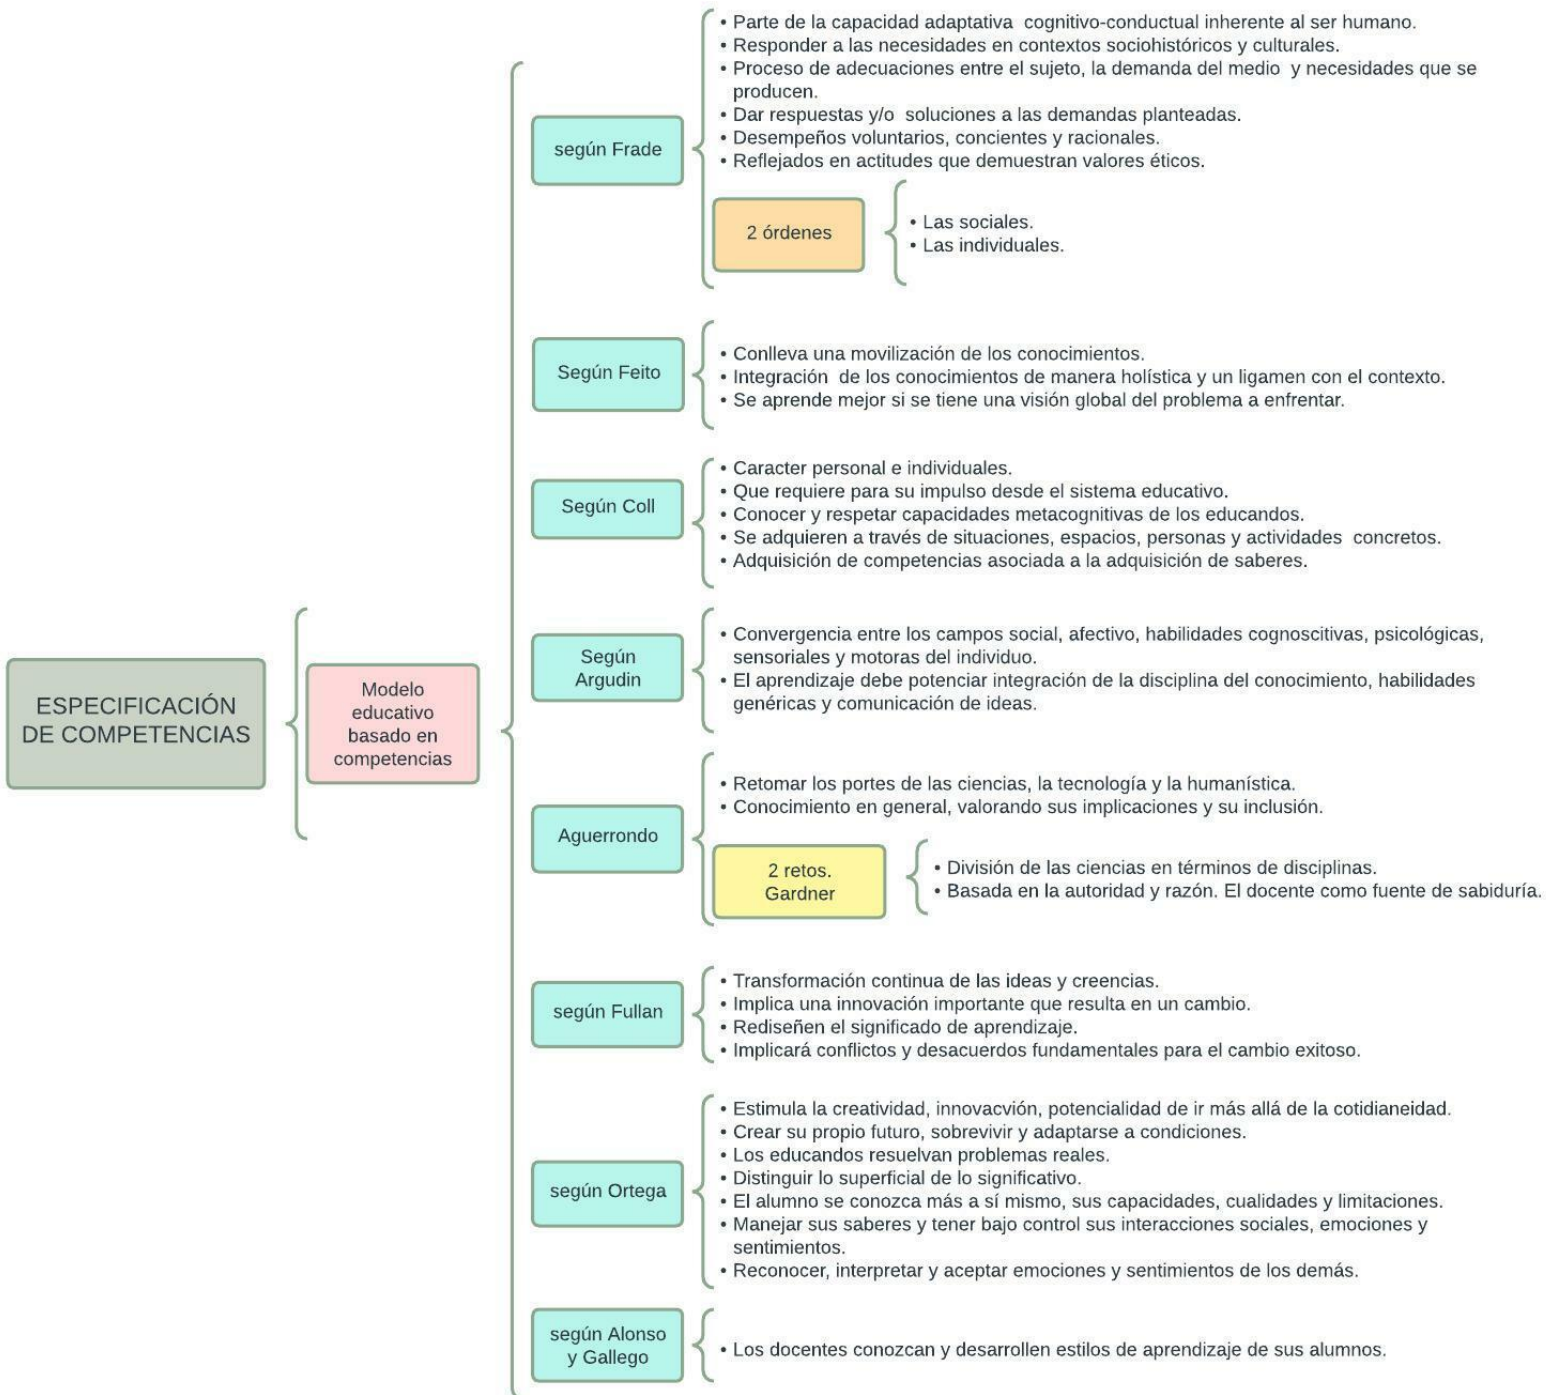 ESPECIFICACIÓN
DE COMPETENCIAS
Modelo
educativo
basado en
competencias
según Frade
• Parte de la capacidad adaptativa cognitivo-conductual inherente al ser humano.
• Responder a las necesidades en contextos sociohistóricos y culturales.
• Proceso de adecuaciones entre el sujeto, la demanda del medio y necesidades que se
producen.
• Dar respuestas y/o soluciones a las demandas planteadas.
• Desempeños voluntarios, concientes y racionales.
• Reflejados en actitudes que demuestran valores éticos.
2 órdenes
• Las sociales.
• Las individuales.
Según Feito
• Conlleva una movilización de los conocimientos.
• Integración de los conocimientos de manera holística y un ligamen con el contexto.
• Se aprende mejor si se tiene una visión global del problema a enfrentar.
Según Coll
• Caracter personal e individuales.
• Que requiere para su impulso desde el sistema educativo.
• Conocer y respetar capacidades metacognitivas de los educandos.
• Se adquieren a través de situaciones, espacios, personas y actividades concretos.
• Adquisición de competencias asociada a la adquisición de saberes.
Según
Argudin
• Convergencia entre los campos social, afectivo, habilidades cognoscitivas, psicológicas,
sensoriales y motoras del individuo.
• El aprendizaje debe potenciar integración de la disciplina del conocimiento, habilidades
genéricas y comunicación de ideas.
Aguerrondo
• Retomar los portes de las ciencias, la tecnología y la humanística.
• Conocimiento en general, valorando sus implicaciones y su inclusión.
2 retos.
Gardner
• División de las ciencias en términos de disciplinas.
• Basada en la autoridad y razón. El docente como fuente de sabiduría.
según Fullan
• Transformación continua de las ideas y creencias.
• Implica una innovación importante que resulta en un cambio.
• Rediseñen el significado de aprendizaje.
• Implicará conflictos y desacuerdos fundamentales para el cambio exitoso.
según Ortega
• Estimula la creatividad, innovacvión, potencialidad de ir más allá de la cotidianeidad.
• Crear su propio futuro, sobrevivir y adaptarse a condiciones.
• Los educandos resuelvan problemas reales.
• Distinguir lo superficial de lo significativo.
• El alumno se conozca más a sí mismo, sus capacidades, cualidades y limitaciones.
• Manejar sus saberes y tener bajo control sus interacciones sociales, emociones y
sentimientos.
• Reconocer, interpretar y aceptar emociones y sentimientos de los demás.
según Alonso
y Gallego
• Los docentes conozcan y desarrollen estilos de aprendizaje de sus alumnos.